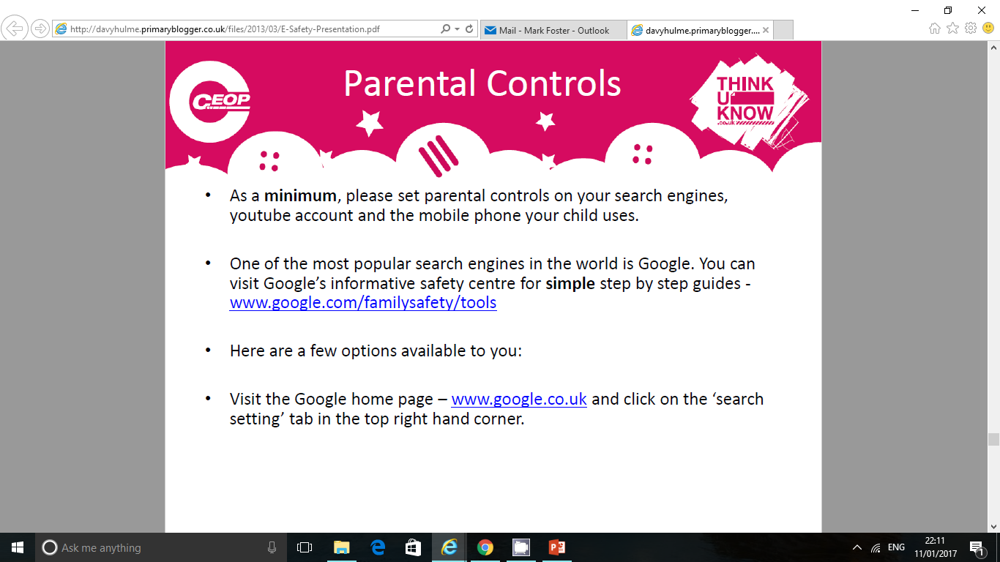 http://davyhulme.primaryblogger.co.uk/files/2013/03/E-Safety-Presentation.pdf
Mail - Mark Foster - Outlook
davyhulme.primaryblogger....
CEOP
Parental Controls
THINK
U
KNOW
.co.uk
• As a minimum, please set parental controls on your search engines,
youtube account and the mobile phone your child uses.
• One of the most popular search engines in the world is Google. You can
visit Google’s informative safety centre for simple step by step guides -
www.google.com/familysafety/tools
• Here are a few options available to you:
• Visit the Google home page – www.google.co.uk and click on the ‘search
setting’ tab in the top right hand corner.
Ask me anything
ENG
22:11
11/01/2017
1